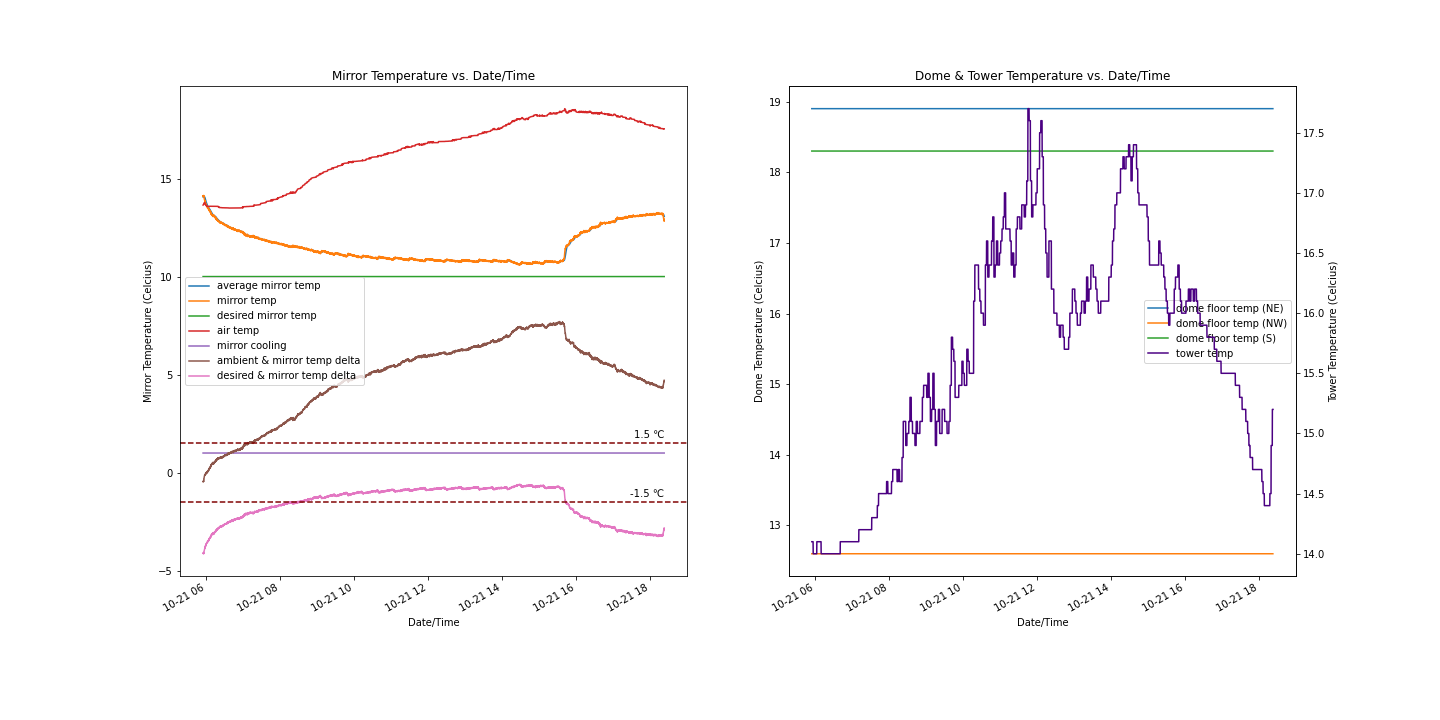 Mirror Temperature vs. Date/Time
Mirror Temperature (Celcius)
15
10
5
0
−5
average mirror temp
mirror temp
desired mirror temp
air temp
mirror cooling
ambient & mirror temp delta
desired & mirror temp delta
1.5 °C
-1.5 °C
10-21 06
10-21 08
10-21 10
10-21 12
10-21 14
10-21 16
10-21 18
Date/Time
Dome & Tower Temperature vs. Date/Time
Dome Temperature (Celcius)
19
18
17
16
15
14
13
dome floor temp (NE)
dome floor temp (NW)
dome floor temp (S)
tower temp
17.5
17.0
16.5
16.0
15.5
15.0
14.5
14.0
Tower Temperature (Celcius)
10-21 06
10-21 08
10-21 10
10-21 12
10-21 14
10-21 16
10-21 18
Date/Time